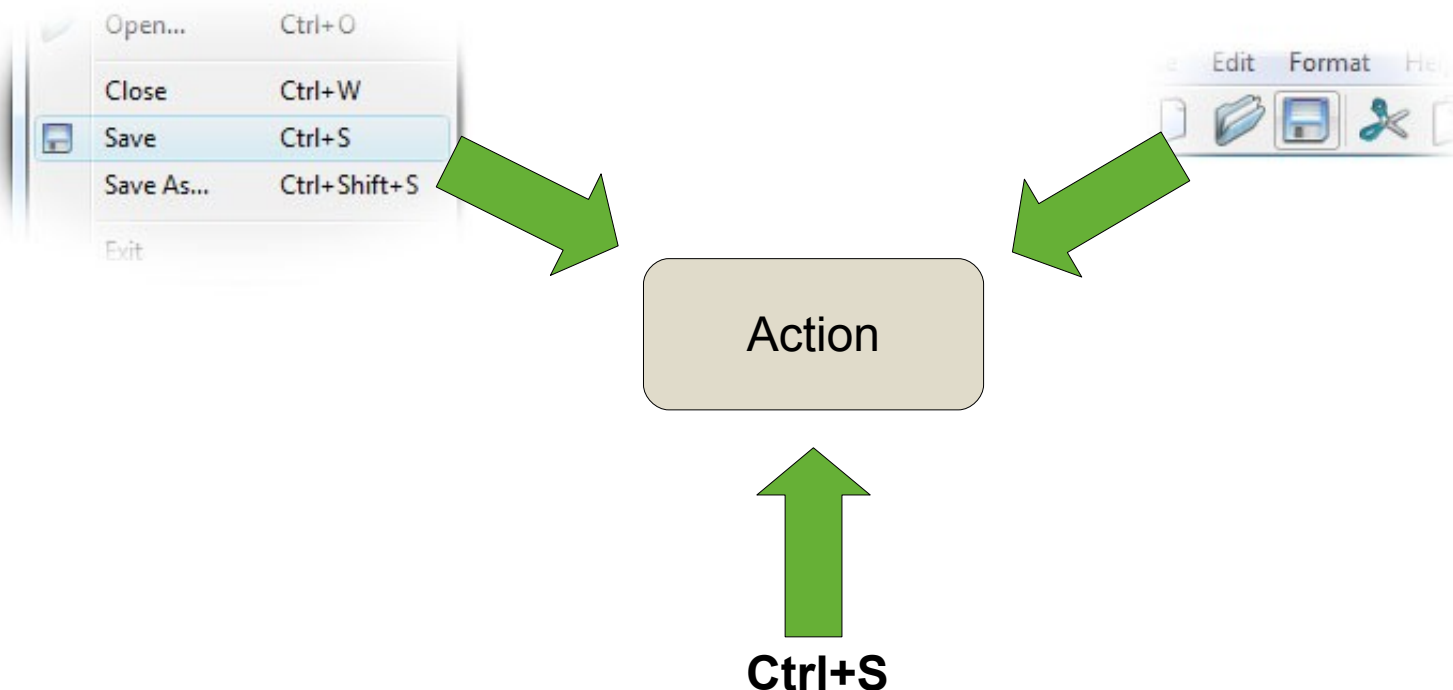 Open... Ctrl+O
Close Ctrl+W
Save Ctrl+S
Save As... Ctrl+Shift+S
Exit
Edit Format
Action
Ctrl+S